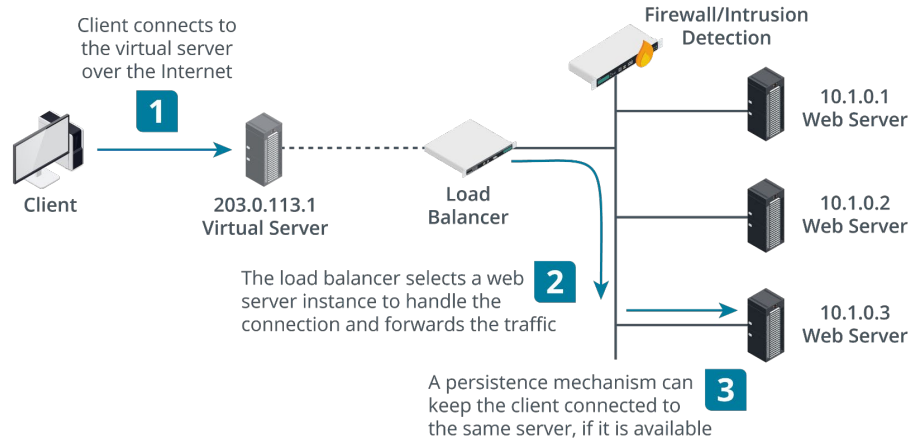 Client connects to
the virtual server
over the Internet
1
Client
203.0.113.1
Virtual Server
Load
Balancer
Firewall/Intrusion
Detection
10.1.0.1
Web Server
10.1.0.2
Web Server
10.1.0.3
Web Server
The load balancer selects a web
server instance to handle the
connection and forwards the traffic
2
A persistence mechanism can
keep the client connected to
the same server, if it is available
3